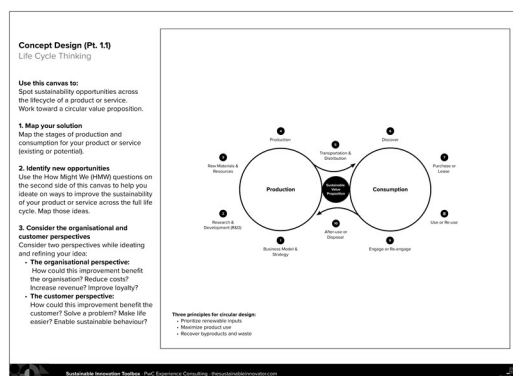 Concept Design (Pt. 1.1)
Life Cycle Thinking
Use this canvas to:
Spot sustainability opportunities across
the lifecycle of a product or service.
Work toward a circular value proposition.
1. Map your solution
Map the stages of production and
consumption for your product or service
(existing or potential).
2. Identify new opportunities
Use the How Might We (HMW) questions on
the second side of this canvas to help you
ideate on ways to improve the sustainability
of your product or service across the full life
cycle. Map those ideas.
3. Consider the organisational and
customer perspectives
Consider two perspectives while ideating
and refining your idea:
• The organisational perspective:
How could this improvement benefit
the organisation? Reduce costs?
Increase revenue? Improve loyalty?
• The customer perspective:
How could this improvement benefit the
customer? Solve a problem? Make life
easier? Enable sustainable behaviour?
4
Production
5
Transportation &
Distribution
6
Discover
3
Raw Materials &
Resources
7
Purchase or
Lease
Production
Sustainable
Value
Proposition
Consumption
2
Research &
Development (R&D)
8
Use or Re-use
10
After-use or
Disposal
1
Business Model &
Strategy
9
Engage or Re-engage
Three principles for circular design:
• Prioritize renewable inputs
• Maximize product use
• Recover byproducts and waste
Sustainable Innovation Toolbox · PwC Experience Consulting · thesustainableinnovator.com